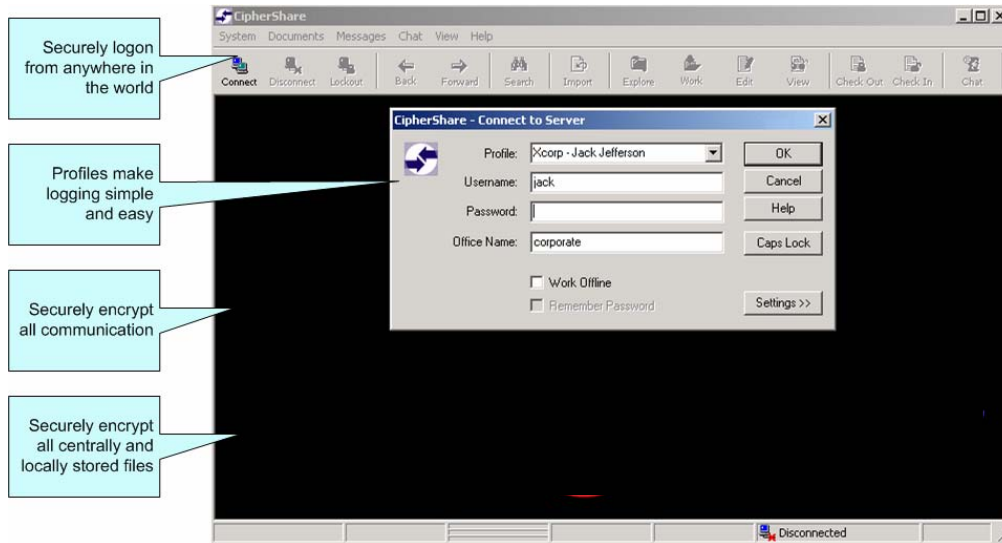 CipherShare
System Documents Messages Chat View Help
Connect Disconnect Lockout Back Forward Search Import Explore Work Edit View Check Out Check In Chat
Securely logon
from anywhere in
the world
Profiles make
logging simple
and easy
Securely encrypt
all communication
Securely encrypt
all centrally and
locally stored files
CipherShare - Connect to Server
Profile: Xcorp - Jack Jefferson OK
Username: jack Cancel
Password: Help
Office Name: corporate Caps Lock
Work Offline
Remember Password Settings >>
Disconnected